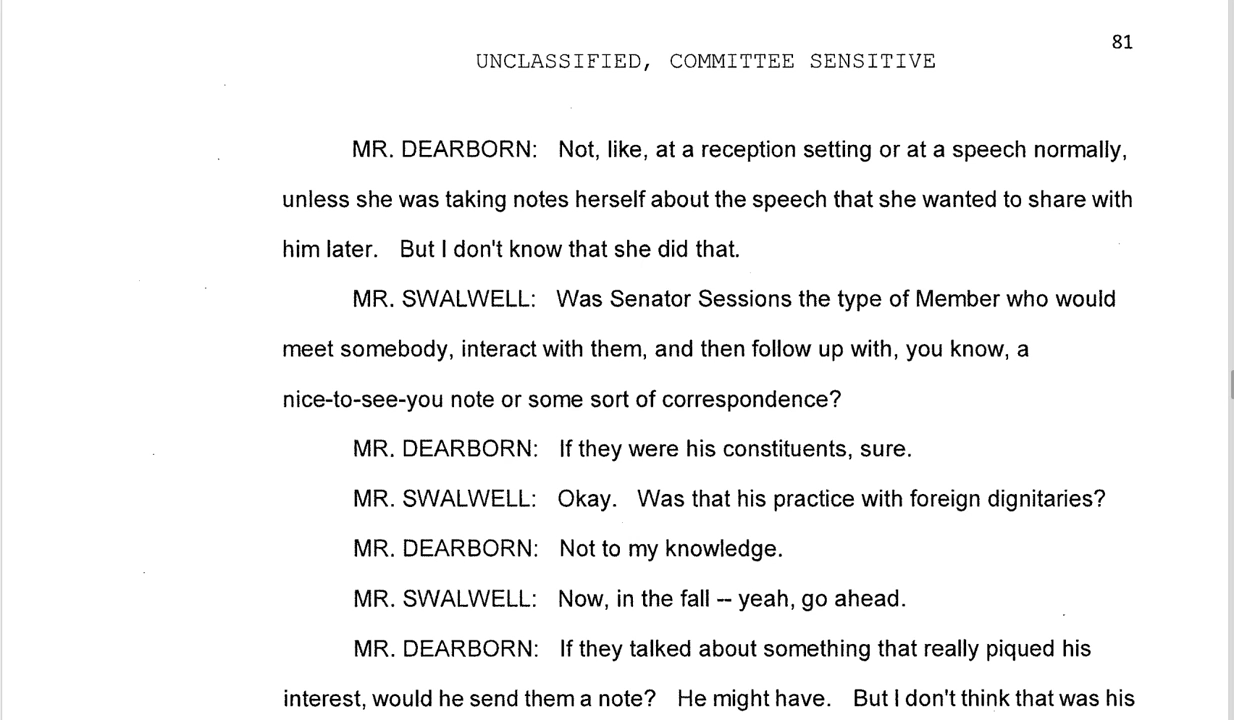 81
UNCLASSIFIED, COMMITTEE SENSITIVE
MR. DEARBORN: Not, like, at a reception setting or at a speech normally,
unless she was taking notes herself about the speech that she wanted to share with
him later. But I don't know that she did that.
MR. SWALWELL: Was Senator Sessions the type of Member who would
meet somebody, interact with them, and then follow up with, you know, a
nice-to-see-you note or some sort of correspondence?
MR. DEARBORN: If they were his constituents, sure.
MR. SWALWELL: Okay. Was that his practice with foreign dignitaries?
MR. DEARBORN: Not to my knowledge.
MR. SWALWELL: Now, in the fall -- yeah, go ahead.
MR. DEARBORN: If they talked about something that really piqued his
interest, would he send them a note? He might have. But I don't think that was his